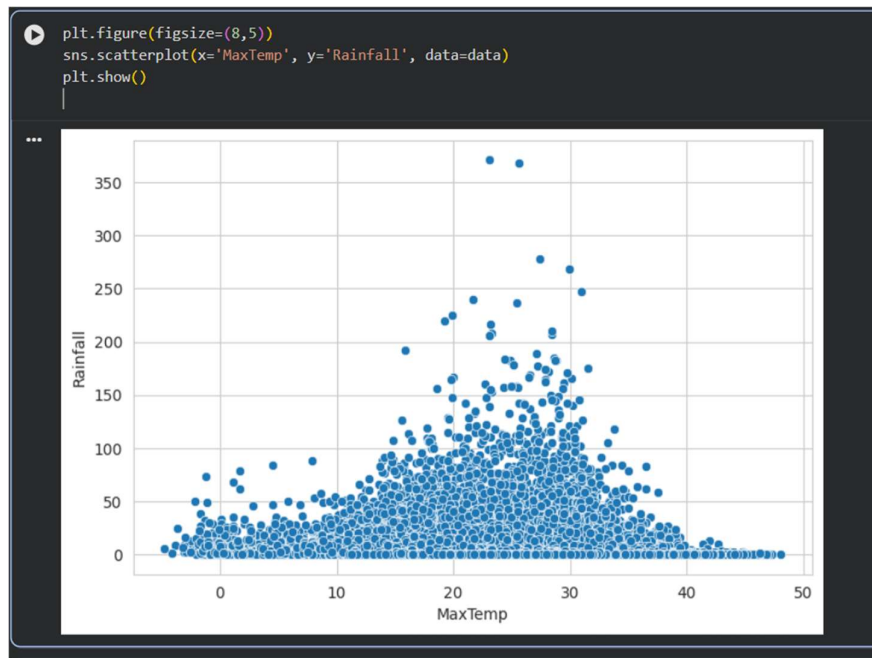 plt.figure(figsize=(8,5))
sns.scatterplot(x='MaxTemp', y='Rainfall', data=data)
plt.show()
350
300
250
200
150
100
50
0
Rainfall
0 10 20 30 40 50
MaxTemp